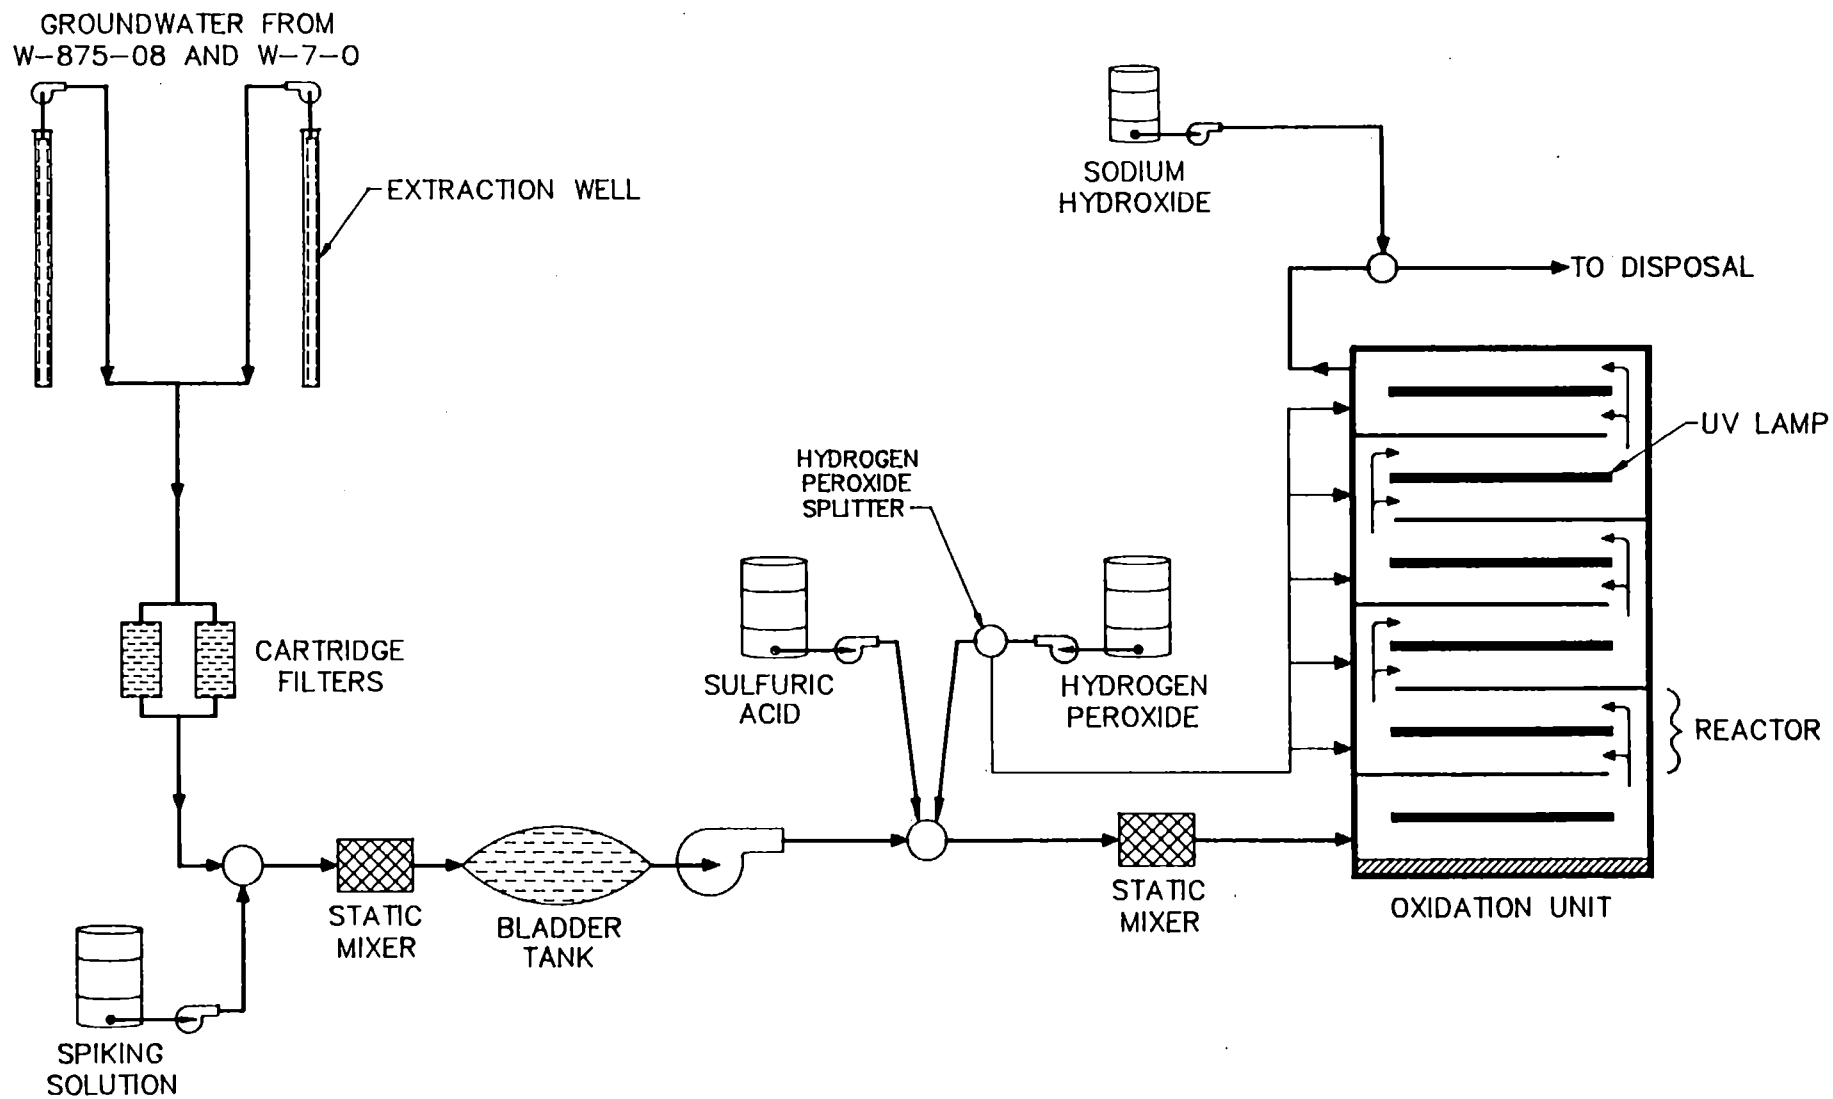 GROUNDWATER FROM
W-875-08 AND W-7-O
EXTRACTION WELL
SODIUM
HYDROXIDE
TO DISPOSAL
UV LAMP
HYDROGEN
PEROXIDE
SPLITTER
CARTRIDGE
FILTERS
SULFURIC
ACID
HYDROGEN
PEROXIDE
REACTOR
STATIC
MIXER
BLADDER
TANK
STATIC
MIXER
OXIDATION UNIT
SPIKING
SOLUTION